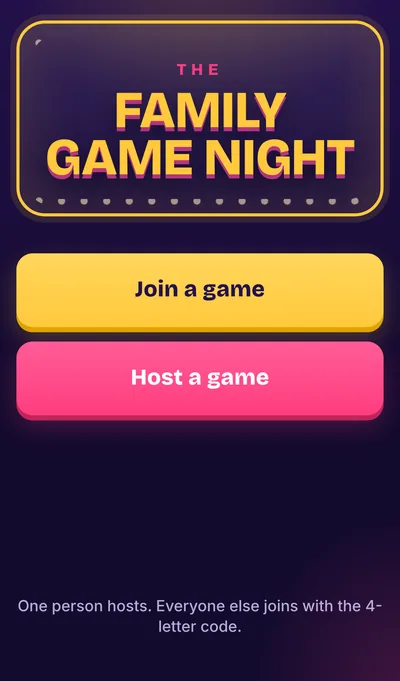 THE
FAMILY
GAME NIGHT
Join a game
Host a game
One person hosts. Everyone else joins with the 4-
letter code.